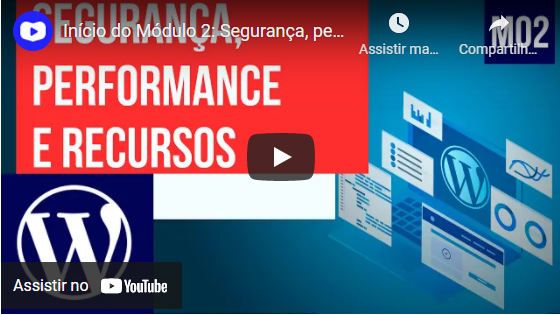 Início do Módulo 2: Segurança, pe...
Assistir ma...
Compartilh...
M02
SEGURANÇA,
PERFORMANCE
E RECURSOS
Assistir no YouTube